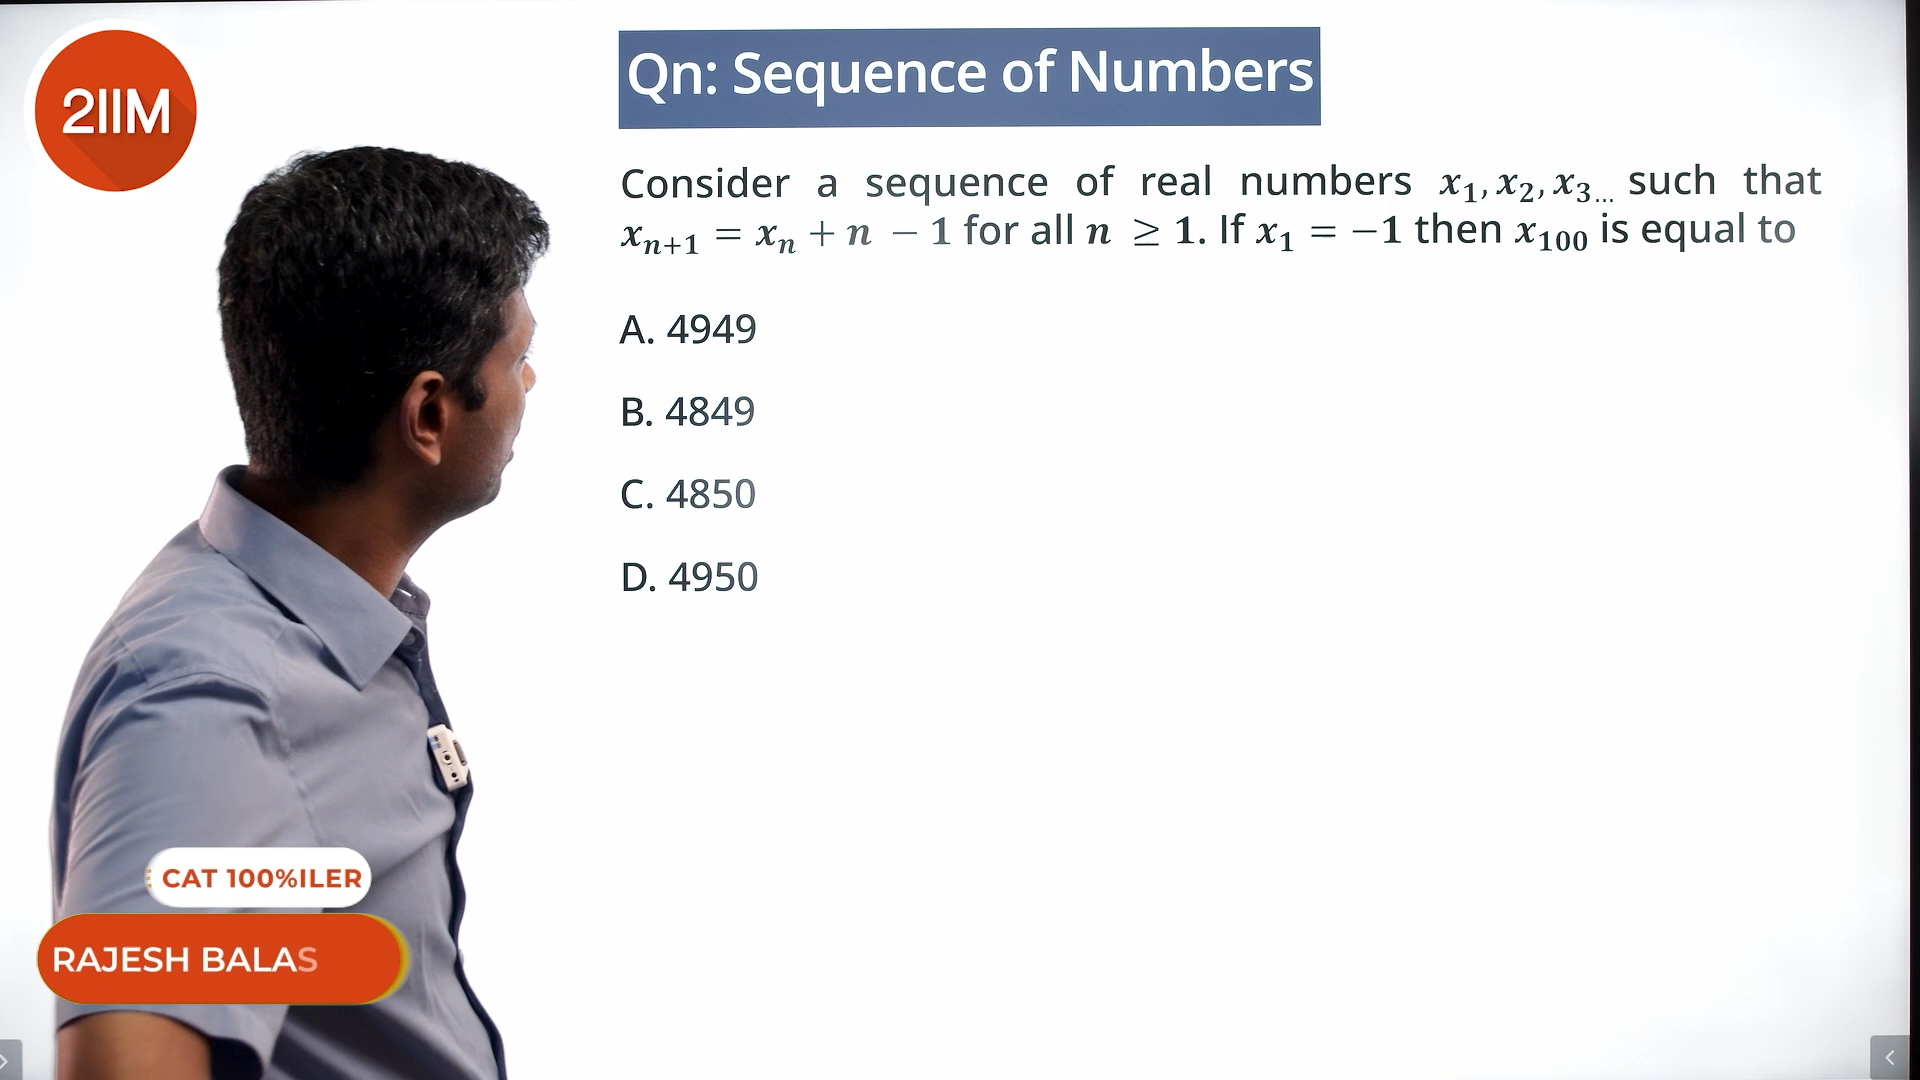 2IIM
Qn: Sequence of Numbers
Consider a sequence of real numbers x₁, x₂, x₃... such that
xₙ₊₁ = xₙ + n − 1 for all n ≥ 1. If x₁ = −1 then x₁₀₀ is equal to
A. 4949
B. 4849
C. 4850
D. 4950
CAT 100%ILER
RAJESH BALAS